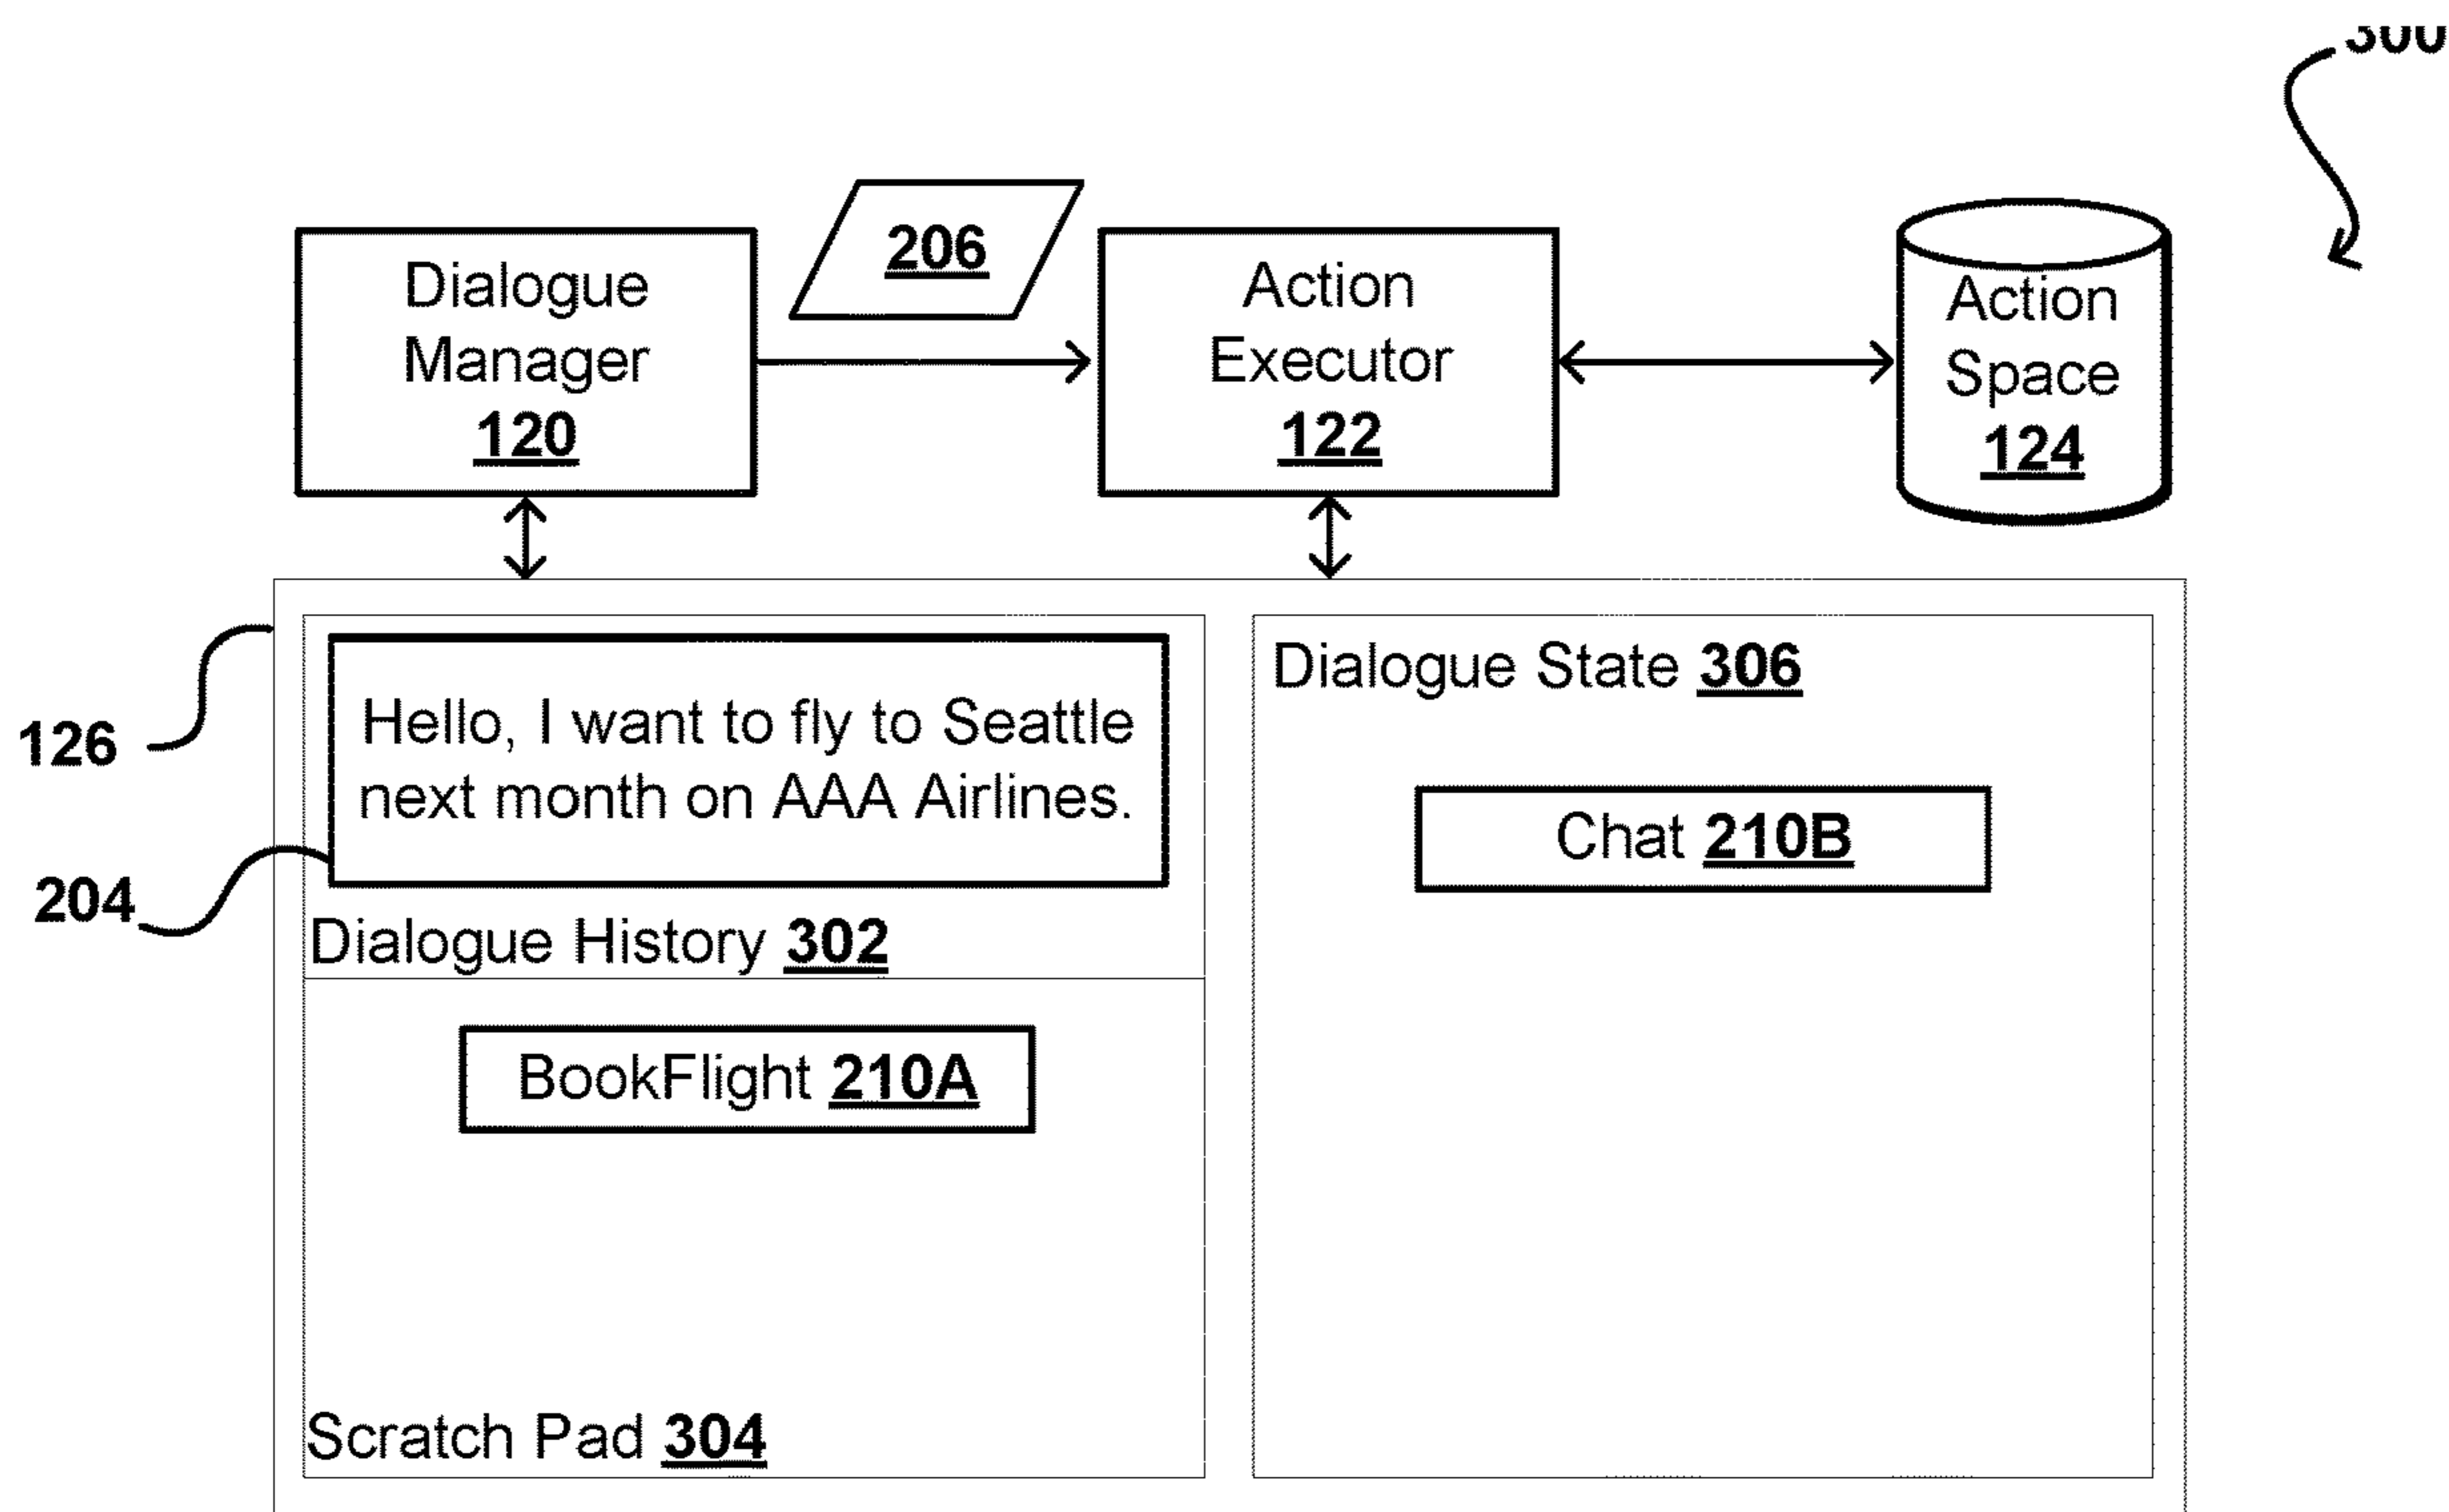 300
206
Dialogue
Manager
120
Action
Executor
122
Action
Space
124
126
Hello, I want to fly to Seattle
next month on AAA Airlines.
204
Dialogue History 302
BookFlight 210A
Scratch Pad 304
Dialogue State 306
Chat 210B